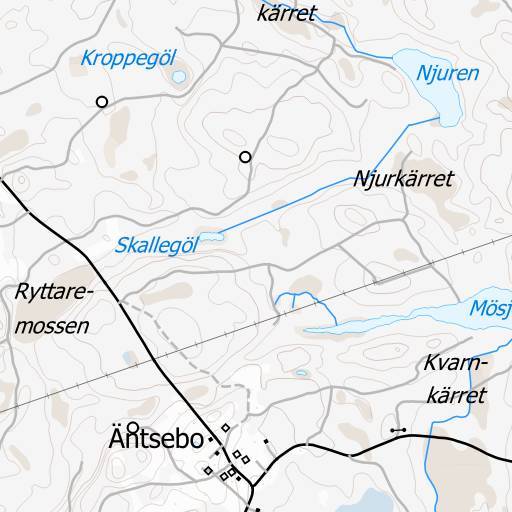 kärret
Kroppegöl
Njuren
Njurkärret
Skallegöl
Ryttare-
mossen
Mösj
Kvarn-
kärret
Äntsebo